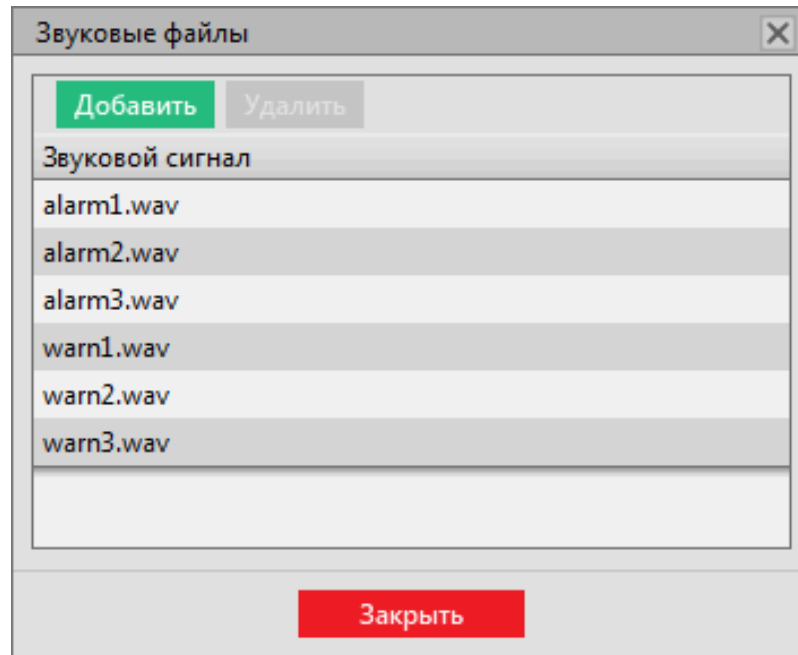 Звуковые файлы
Добавить Удалить
Звуковой сигнал
alarm1.wav
alarm2.wav
alarm3.wav
warn1.wav
warn2.wav
warn3.wav
Закрыть